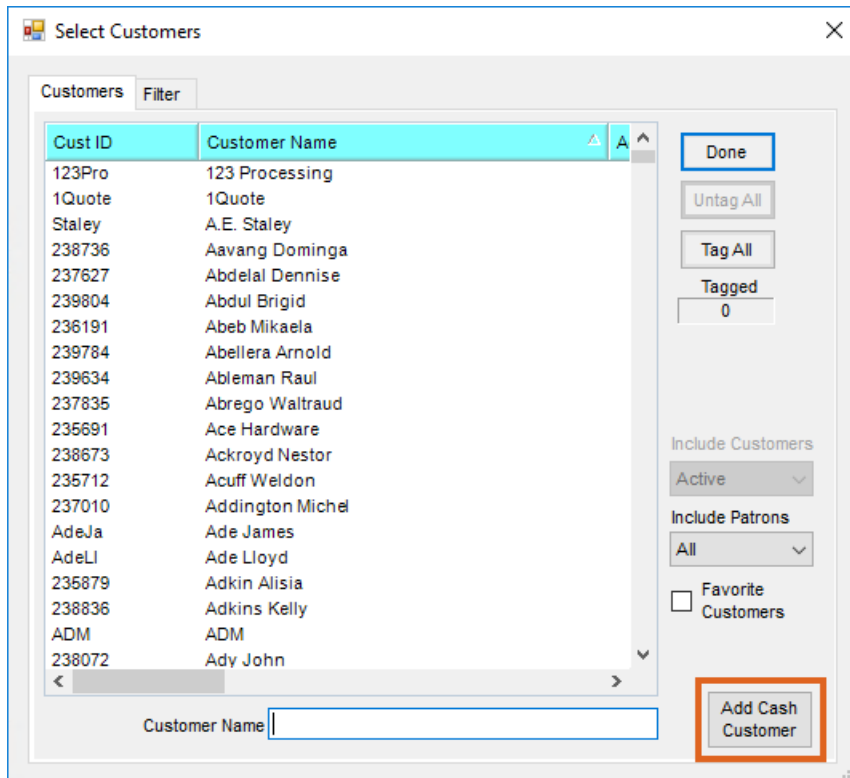 Select Customers
Customers Filter
Cust ID Customer Name A
123Pro 123 Processing
1Quote 1Quote
Staley A.E. Staley
238736 Aavang Dominga
237627 Abdelal Dennise
239804 Abdul Brigid
236191 Abeb Mikaela
239784 Abellera Arnold
239634 Ableman Raul
237835 Abrego Waltraud
235691 Ace Hardware
238673 Ackroyd Nestor
235712 Acuff Weldon
237010 Addington Michel
AdeJa Ade James
AdeLl Ade Lloyd
235879 Adkin Alisia
238836 Adkins Kelly
ADM ADM
238072 Ady John
Customer Name
Done
Untag All
Tag All
Tagged
0
Include Customers
Active
Include Patrons
All
Favorite
Customers
Add Cash
Customer